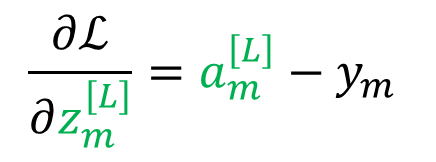 ∂ℒ/∂z_m^{[L]} = a_m^{[L]} − y_m